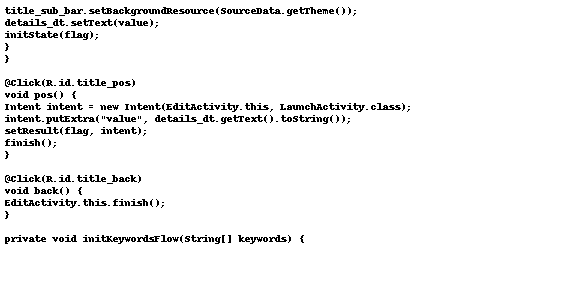 title_sub_bar.setBackgroundResource(SourceData.getTheme());
details_dt.setText(value);
initState(flag);
}
}

@Click(R.id.title_pos)
void pos() {
Intent intent = new Intent(EditActivity.this, LaunchActivity.class);
intent.putExtra("value", details_dt.getText().toString());
setResult(flag, intent);
finish();
}

@Click(R.id.title_back)
void back() {
EditActivity.this.finish();
}

private void initKeywordsFlow(String[] keywords) {